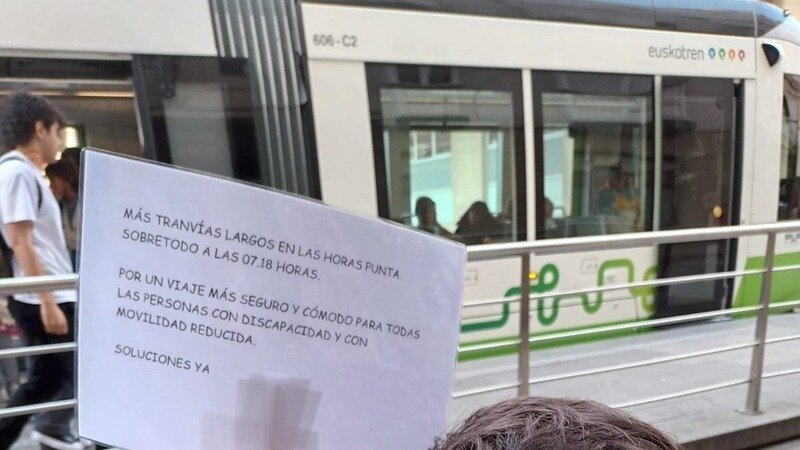 606-C2
euskotren
MÁS TRANVÍAS LARGOS EN LAS HORAS PUNTA.
SOBRETODO A LAS 07.18 HORAS.
POR UN VIAJE MÁS SEGURO Y CÓMODO PARA TODAS
LAS PERSONAS CON DISCAPACIDAD Y CON
MOVILIDAD REDUCIDA.
SOLUCIONES YA